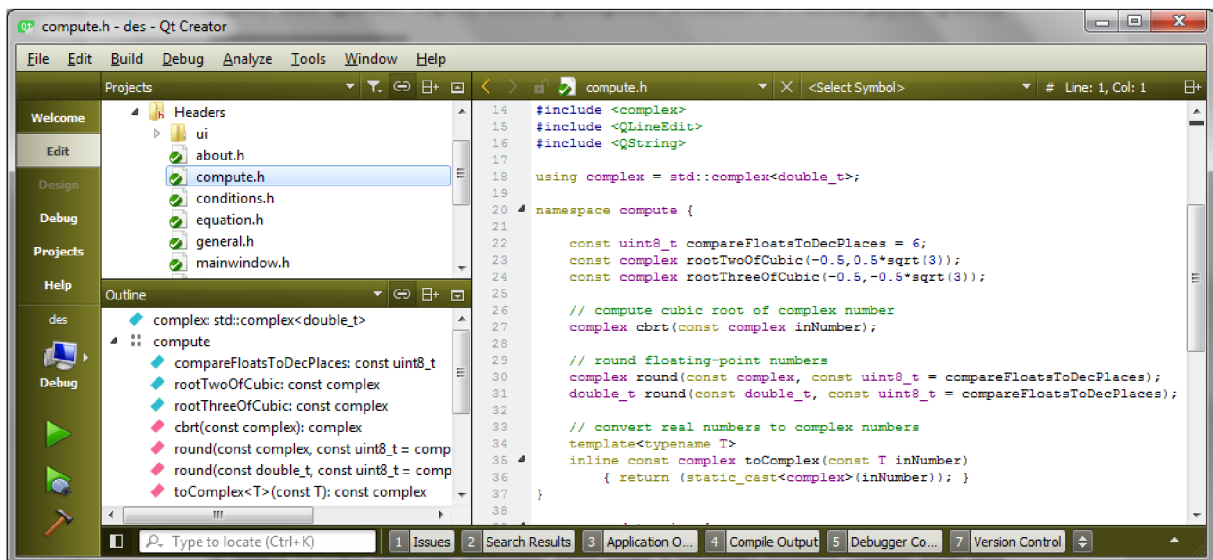 compute.h - des - Qt Creator
File Edit Build Debug Analyze Tools Window Help
Projects
compute.h
<Select Symbol>
# Line: 1, Col: 1
Welcome
Edit
Design
Debug
Projects
Help
des
Debug
Headers
ui
about.h
compute.h
conditions.h
equation.h
general.h
mainwindow.h
Outline
complex: std::complex<double_t>
compute
compareFloatsToDecPlaces: const uint8_t
rootTwoOfCubic: const complex
rootThreeOfCubic: const complex
cbrt(const complex): complex
round(const complex, const uint8_t = comp
round(const double_t, const uint8_t = comp
toComplex<T>(const T): const complex
14 #include <complex>
15 #include <QLineEdit>
16 #include <QString>
17
18 using complex = std::complex<double_t>;
19
20 namespace compute {
21
22 const uint8_t compareFloatsToDecPlaces = 6;
23 const complex rootTwoOfCubic(-0.5,0.5*sqrt(3));
24 const complex rootThreeOfCubic(-0.5,-0.5*sqrt(3));
25
26 // compute cubic root of complex number
27 complex cbrt(const complex inNumber);
28
29 // round floating-point numbers
30 complex round(const complex, const uint8_t = compareFloatsToDecPlaces);
31 double_t round(const double_t, const uint8_t = compareFloatsToDecPlaces);
32
33 // convert real numbers to complex numbers
34 template<typename T>
35 inline const complex toComplex(const T inNumber)
36 { return (static_cast<complex>(inNumber)); }
37 }
38
Type to locate (Ctrl+K)
1 Issues
2 Search Results
3 Application O...
4 Compile Output
5 Debugger Co...
7 Version Control